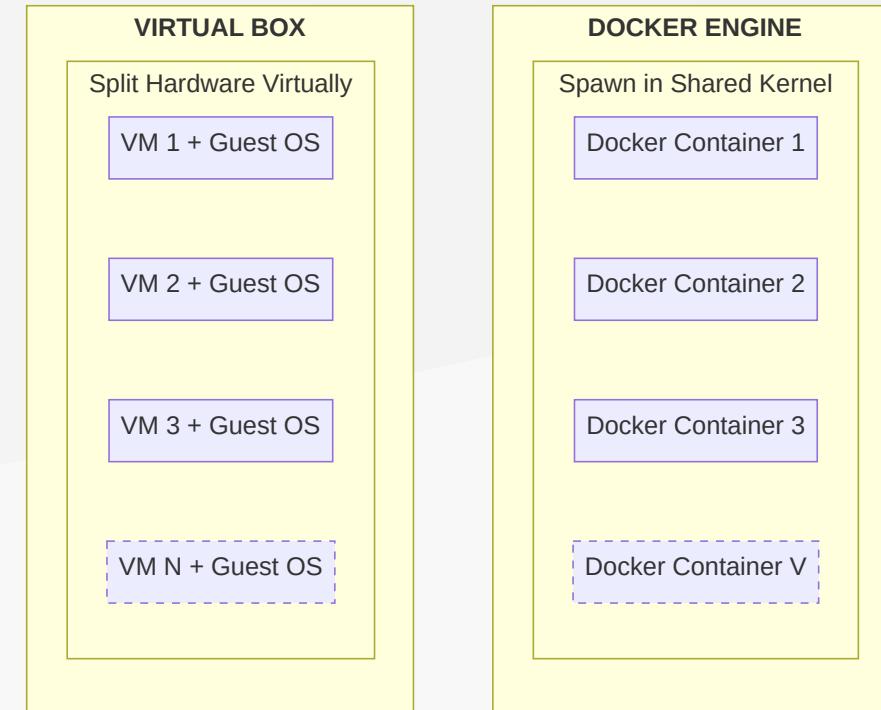 VIRTUAL BOX
Split Hardware Virtually
VM 1 + Guest OS
VM 2 + Guest OS
VM 3 + Guest OS
VM N + Guest OS
DOCKER ENGINE
Spawn in Shared Kernel
Docker Container 1
Docker Container 2
Docker Container 3
Docker Container V